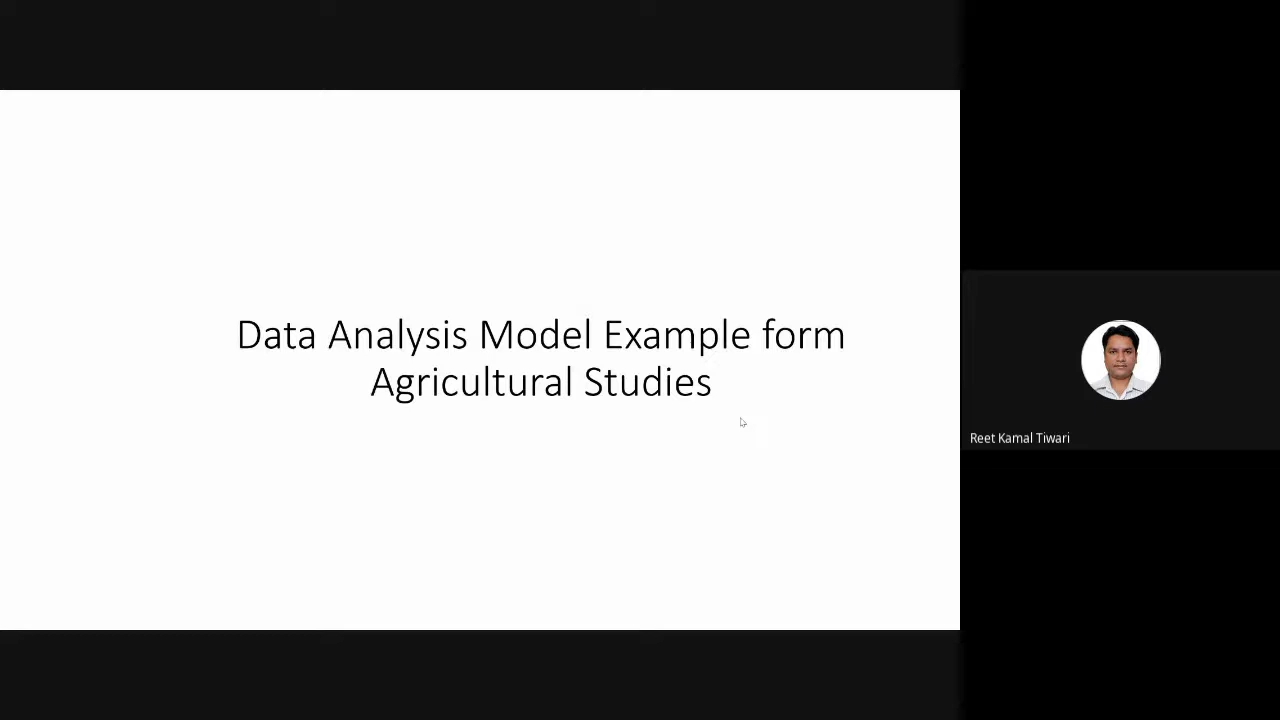 Data Analysis Model Example form
Agricultural Studies
Reet Kamal Tiwari